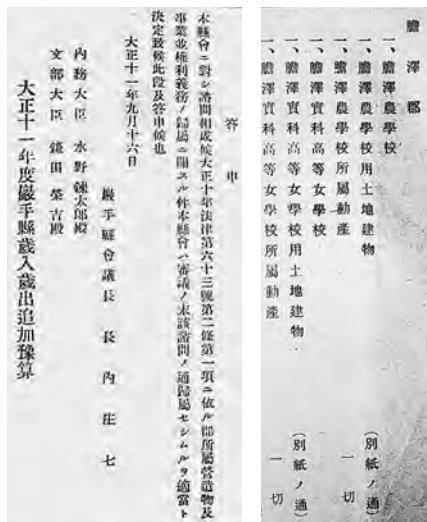 膽澤郡
一、膽澤農學校
一、膽澤農學校用土地建物 (別紙ノ通)
一、膽澤農學校所屬動產 一切
一、膽澤實科高等女學校
一、膽澤實科高等女學校用土地建物 (別紙ノ通)
一、膽澤實科高等女學校所屬動產 一切
答申
本縣會ニ對シ諮問相成候大正十年法律第六十三號第二條第一項ニ依ル郡所屬營造物及
事業並權利義務ノ歸屬ニ關スル件本縣會ハ審議ノ末該諮問ノ通歸屬セシムルヲ適當ト
決定致候此段及答申候也
大正十一年九月十六日
巖手縣會議長 長內庄七
內務大臣 水野鍊太郎殿
文部大臣 鎌田榮吉殿
大正十一年度巖手縣歲入歲出追加豫算